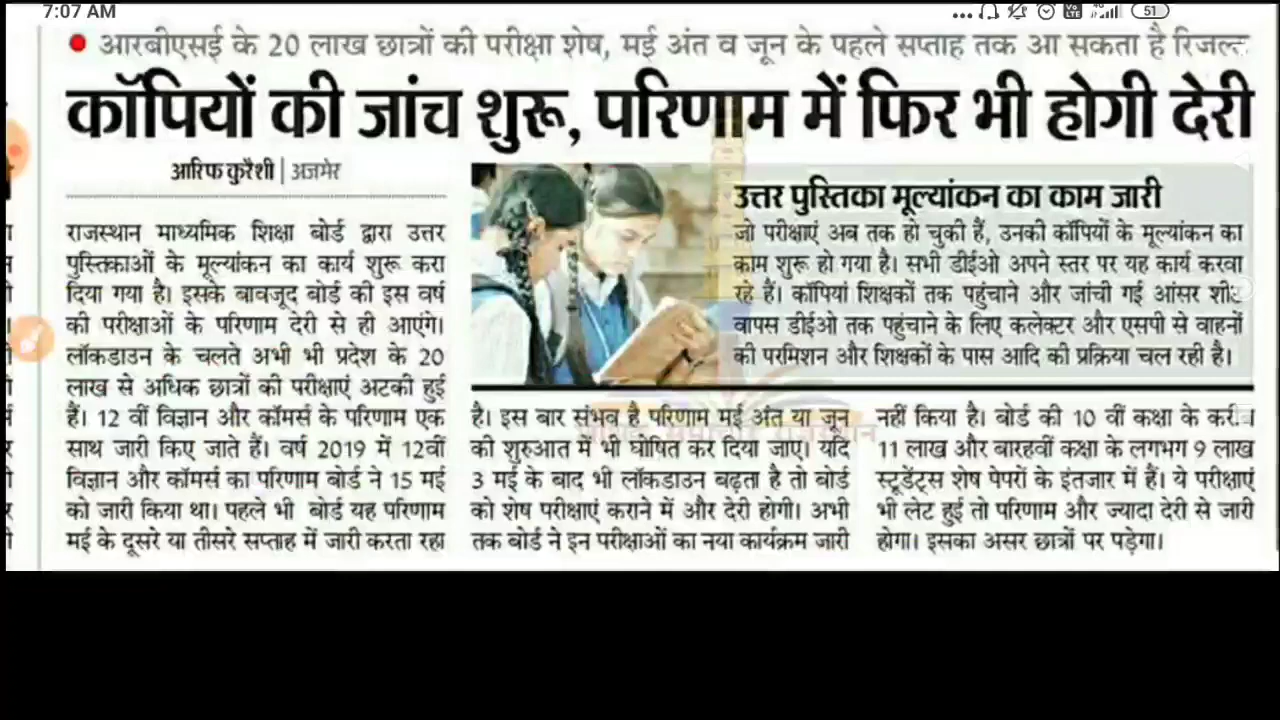 7:07 AM
51
आरबीएसई के 20 लाख छात्रों की परीक्षा शेष, मई अंत व जून के पहले सप्ताह तक आ सकता है रिजल्ट
कॉपियों की जांच शुरू, परिणाम में फिर भी होगी देरी
आरिफ कुरैशी | अजमेर
राजस्थान माध्यमिक शिक्षा बोर्ड द्वारा उत्तर
पुस्तिकाओं के मूल्यांकन का कार्य शुरू करा
दिया गया है। इसके बावजूद बोर्ड की इस वर्ष
की परीक्षाओं के परिणाम देरी से ही आएंगे।
लॉकडाउन के चलते अभी भी प्रदेश के 20
लाख से अधिक छात्रों की परीक्षाएं अटकी हुई
हैं। 12 वीं विज्ञान और कॉमर्स के परिणाम एक
साथ जारी किए जाते हैं। वर्ष 2019 में 12वीं
विज्ञान और कॉमर्स का परिणाम बोर्ड ने 15 मई
को जारी किया था। पहले भी बोर्ड यह परिणाम
मई के दूसरे या तीसरे सप्ताह में जारी करता रहा
उत्तर पुस्तिका मूल्यांकन का काम जारी
जो परीक्षाएं अब तक हो चुकी हैं, उनकी कॉपियों के मूल्यांकन का
काम शुरू हो गया है। सभी डीईओ अपने स्तर पर यह कार्य करवा
रहे हैं। कॉपियां शिक्षकों तक पहुंचाने और जांची गई आंसर शीट
वापस डीईओ तक पहुंचाने के लिए कलेक्टर और एसपी से वाहनों
की परमिशन और शिक्षकों के पास आदि की प्रक्रिया चल रही है।
है। इस बार संभव है परिणाम मई अंत या जून
की शुरुआत में भी घोषित कर दिया जाए। यदि
3 मई के बाद भी लॉकडाउन बढ़ता है तो बोर्ड
को शेष परीक्षाएं कराने में और देरी होगी। अभी
तक बोर्ड ने इन परीक्षाओं का नया कार्यक्रम जारी
नहीं किया है। बोर्ड की 10 वीं कक्षा के करीब
11 लाख और बारहवीं कक्षा के लगभग 9 लाख
स्टूडेंट्स शेष पेपरों के इंतजार में हैं। ये परीक्षाएं
भी लेट हुई तो परिणाम और ज्यादा देरी से जारी
होगा। इसका असर छात्रों पर पड़ेगा।